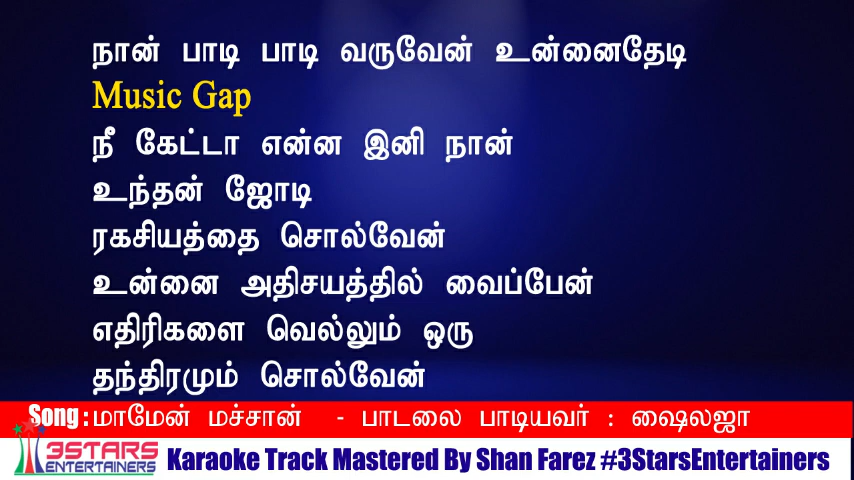 நான் பாடி பாடி வருவேன் உன்னைதேடி
Music Gap
நீ கேட்டா என்ன இனி நான்
உந்தன் ஜோடி
ரகசியத்தை சொல்வேன்
உன்னை அதிசயத்தில் வைப்பேன்
எதிரிகளை வெல்லும் ஒரு
தந்திரமும் சொல்வேன்
Song : மாமேன் மச்சான் - பாடலை பாடியவர் : ஷைலஜா
3STARS
ENTERTAINERS
Karaoke Track Mastered By Shan Farez #3StarsEntertainers